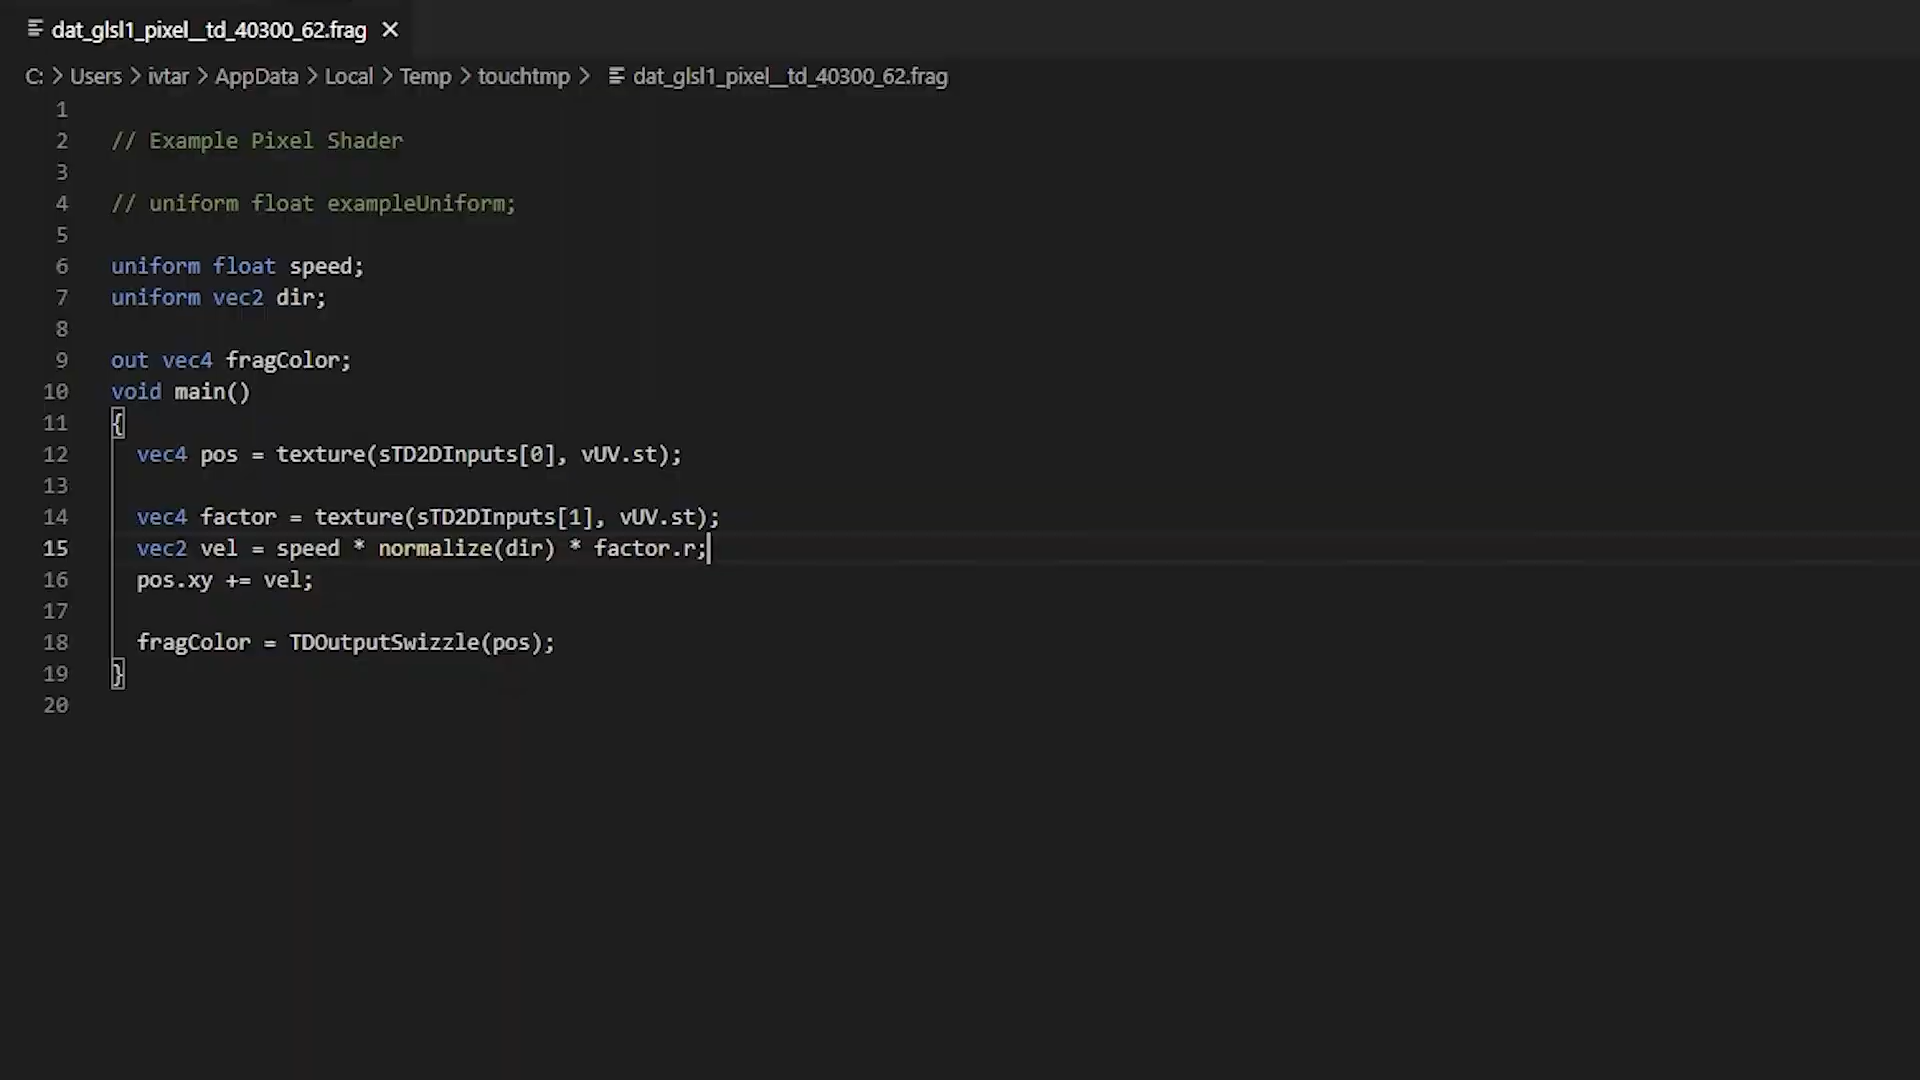 dat_glsl1_pixel__td_40300_62.frag
C: > Users > ivtar > AppData > Local > Temp > touchtmp > dat_glsl1_pixel__td_40300_62.frag
1
2 // Example Pixel Shader
3
4 // uniform float exampleUniform;
5
6 uniform float speed;
7 uniform vec2 dir;
8
9 out vec4 fragColor;
10 void main()
11 {
12 vec4 pos = texture(sTD2DInputs[0], vUV.st);
13
14 vec4 factor = texture(sTD2DInputs[1], vUV.st);
15 vec2 vel = speed * normalize(dir) * factor.r;
16 pos.xy += vel;
17
18 fragColor = TDOutputSwizzle(pos);
19 }
20